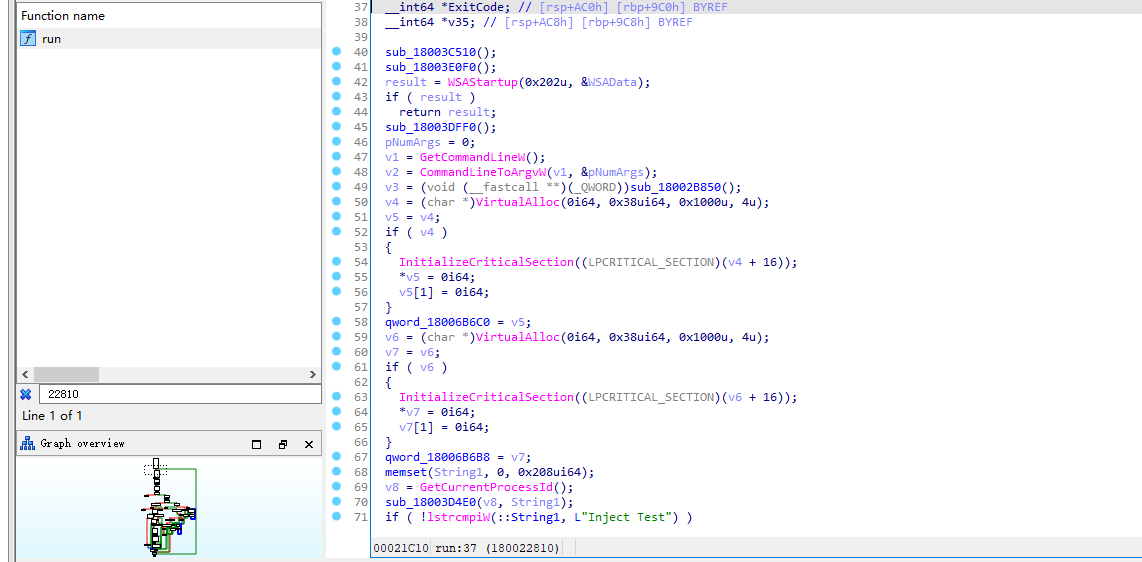 Function name
run
22810
Line 1 of 1
Graph overview
37 __int64 *ExitCode; // [rsp+AC0h] [rbp+9C0h] BYREF
38 __int64 *v35; // [rsp+AC8h] [rbp+9C8h] BYREF
39
40 sub_18003C510();
41 sub_18003E0F0();
42 result = WSAStartup(0x202u, &WSAData);
43 if ( result )
44 return result;
45 sub_18003DFF0();
46 pNumArgs = 0;
47 v1 = GetCommandLineW();
48 v2 = CommandLineToArgvW(v1, &pNumArgs);
49 v3 = (void (__fastcall **)(_QWORD))sub_18002B850();
50 v4 = (char *)VirtualAlloc(0i64, 0x38ui64, 0x1000u, 4u);
51 v5 = v4;
52 if ( v4 )
53 {
54 InitializeCriticalSection((LPCRITICAL_SECTION)(v4 + 16));
55 *v5 = 0i64;
56 v5[1] = 0i64;
57 }
58 qword_18006B6C0 = v5;
59 v6 = (char *)VirtualAlloc(0i64, 0x38ui64, 0x1000u, 4u);
60 v7 = v6;
61 if ( v6 )
62 {
63 InitializeCriticalSection((LPCRITICAL_SECTION)(v6 + 16));
64 *v7 = 0i64;
65 v7[1] = 0i64;
66 }
67 qword_18006B6B8 = v7;
68 memset(String1, 0, 0x208ui64);
69 v8 = GetCurrentProcessId();
70 sub_18003D4E0(v8, String1);
71 if ( !lstrcmpiW(::String1, L"Inject Test") )
00021C10 run:37 (180022810)